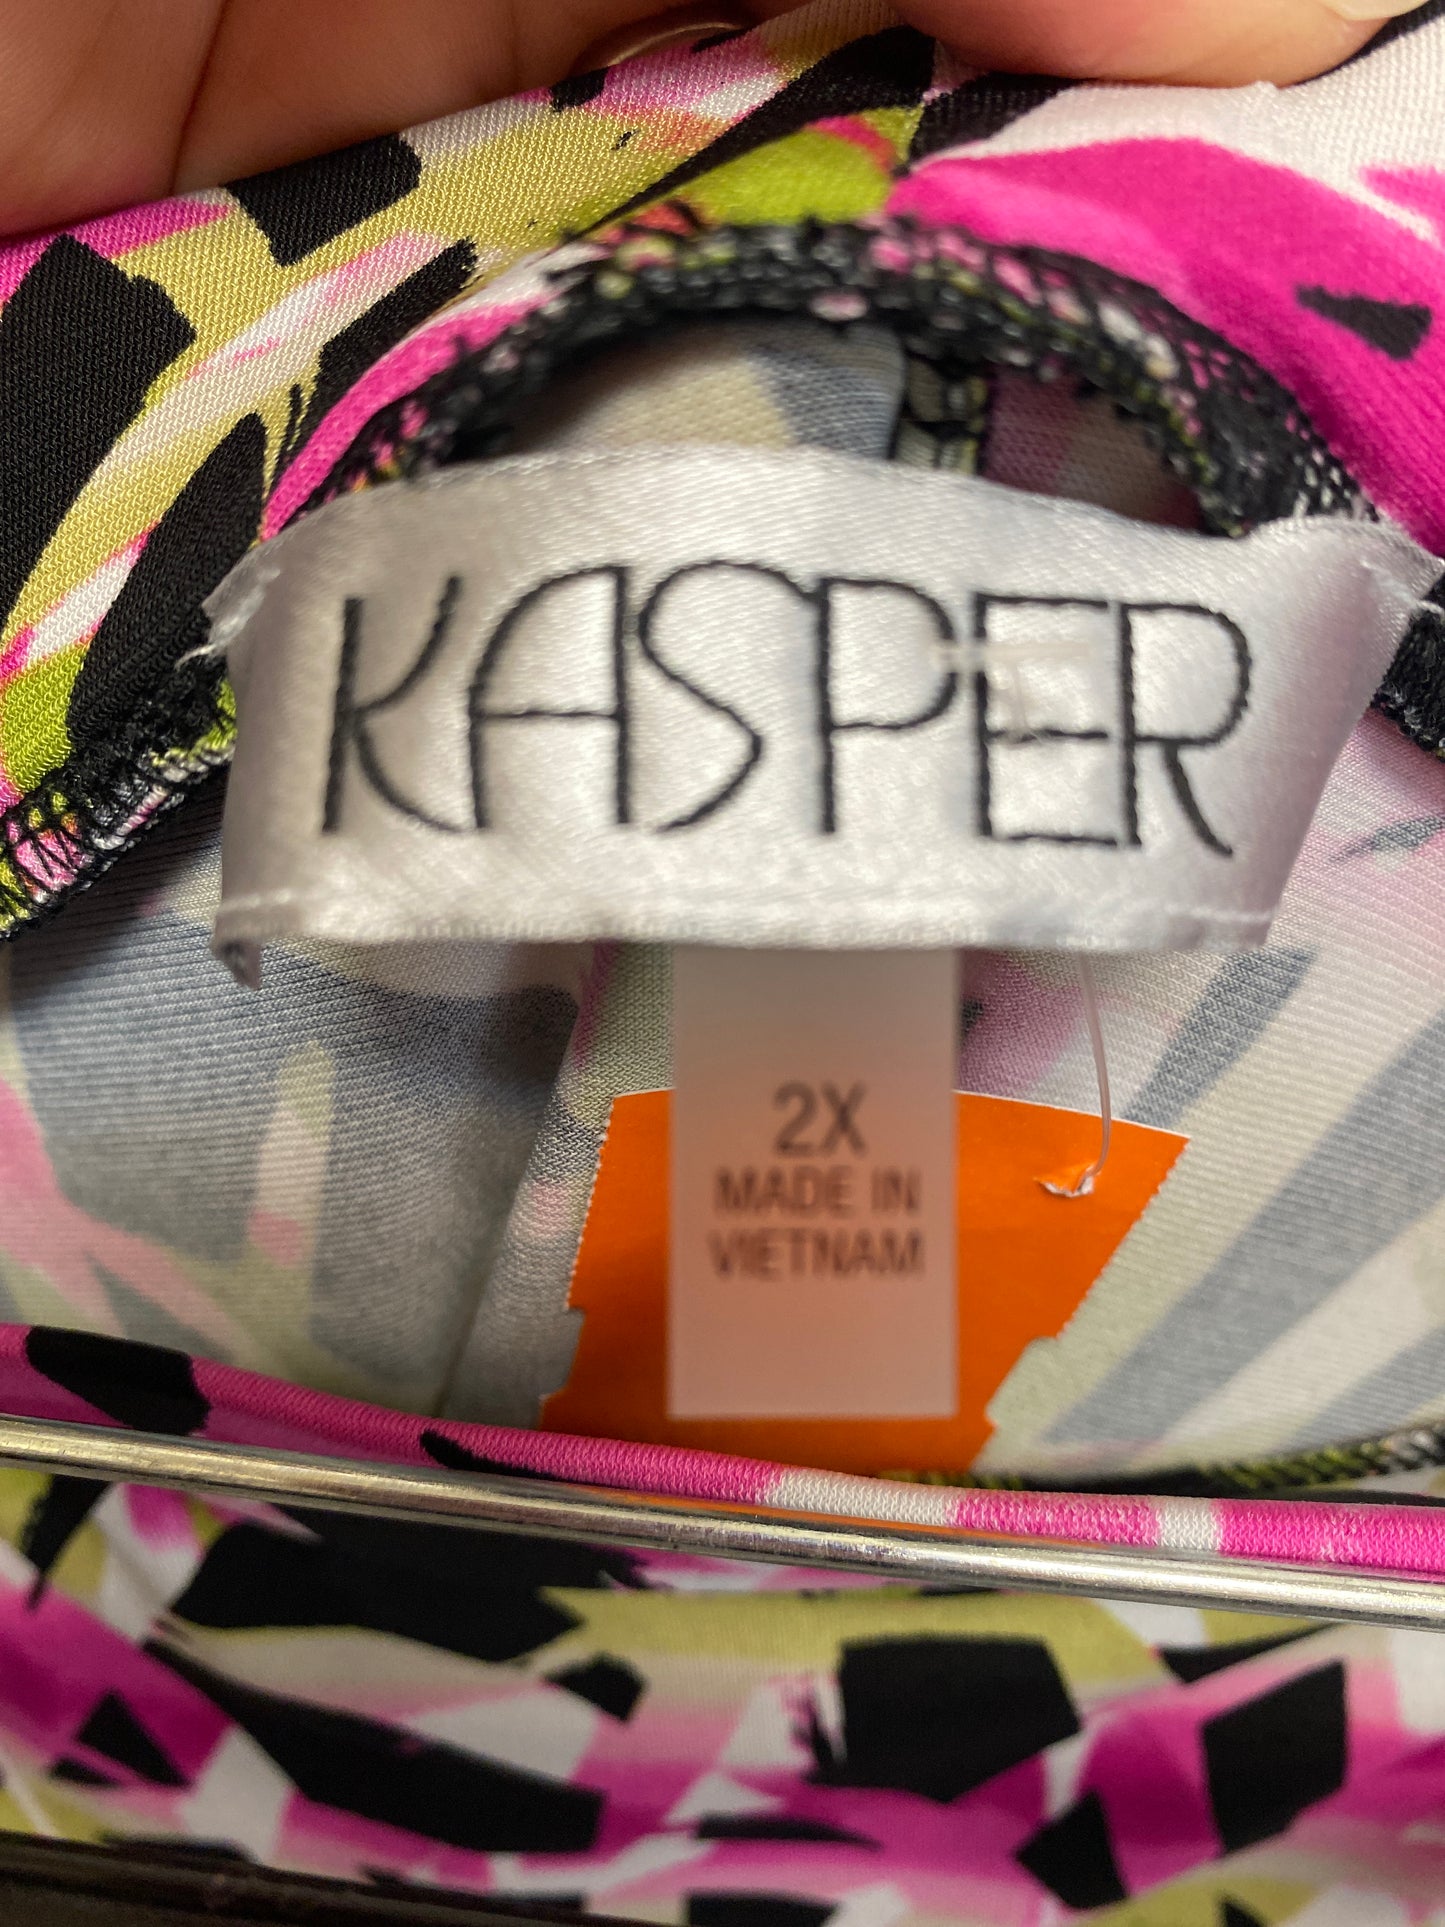 KASPER
2X
MADE IN
VIETNAM